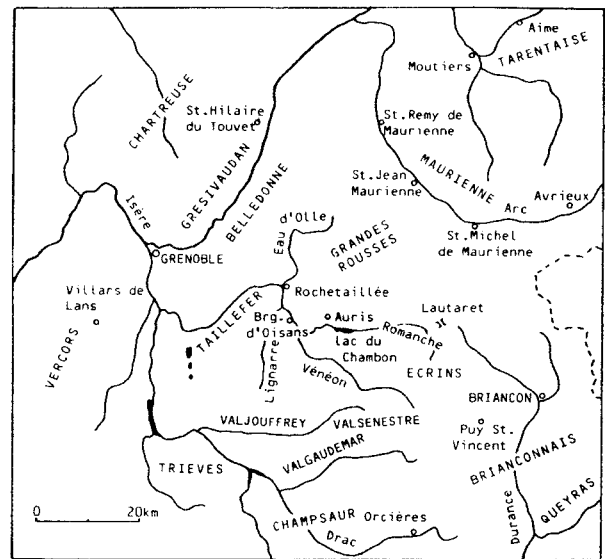 Aime
TARENTAISE
Moutiers
CHARTREUSE
St.Hilaire
du Touvet
St.Remy de
Maurienne
GRESIVAUDAN
BELLEDONNE
MAURIENNE
St.Jean
Maurienne
Arc
Avrieux
Isère
Eau
d'Olle
GRANDES
ROUSSES
St.Michel
de Maurienne
GRENOBLE
Villars de
Lans
VERCORS
TAILLEFER
Rochetaillée
Brg-
d'Oisans
Auris
Lautaret
Romanche
lac du
Chambon
Lignarre
Vénéon
ECRINS
BRIANCON
VALJOUFFREY
VALSENESTRE
Puy St.
Vincent
TRIEVES
VALGAUDEMAR
BRIANCONNAIS
0
20km
CHAMPSAUR
Orcières
Drac
Durance
QUEYRAS